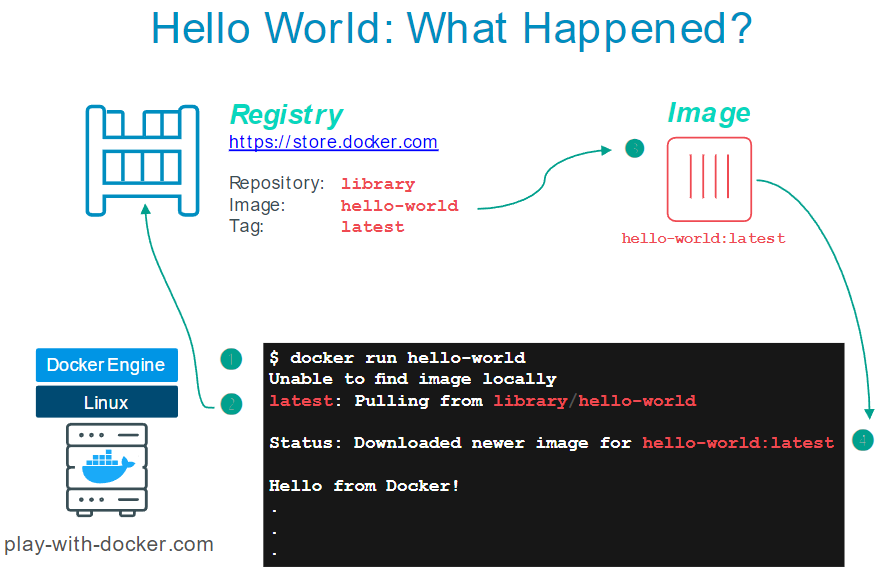 Hello World: What Happened?
Registry
https://store.docker.com
Repository: library
Image: hello-world
Tag: latest
3
Image
hello-world:latest
Docker Engine
Linux
play-with-docker.com
1
2
$ docker run hello-world
Unable to find image locally
latest: Pulling from library/hello-world
Status: Downloaded newer image for hello-world:latest
4
Hello from Docker!
.
.
.